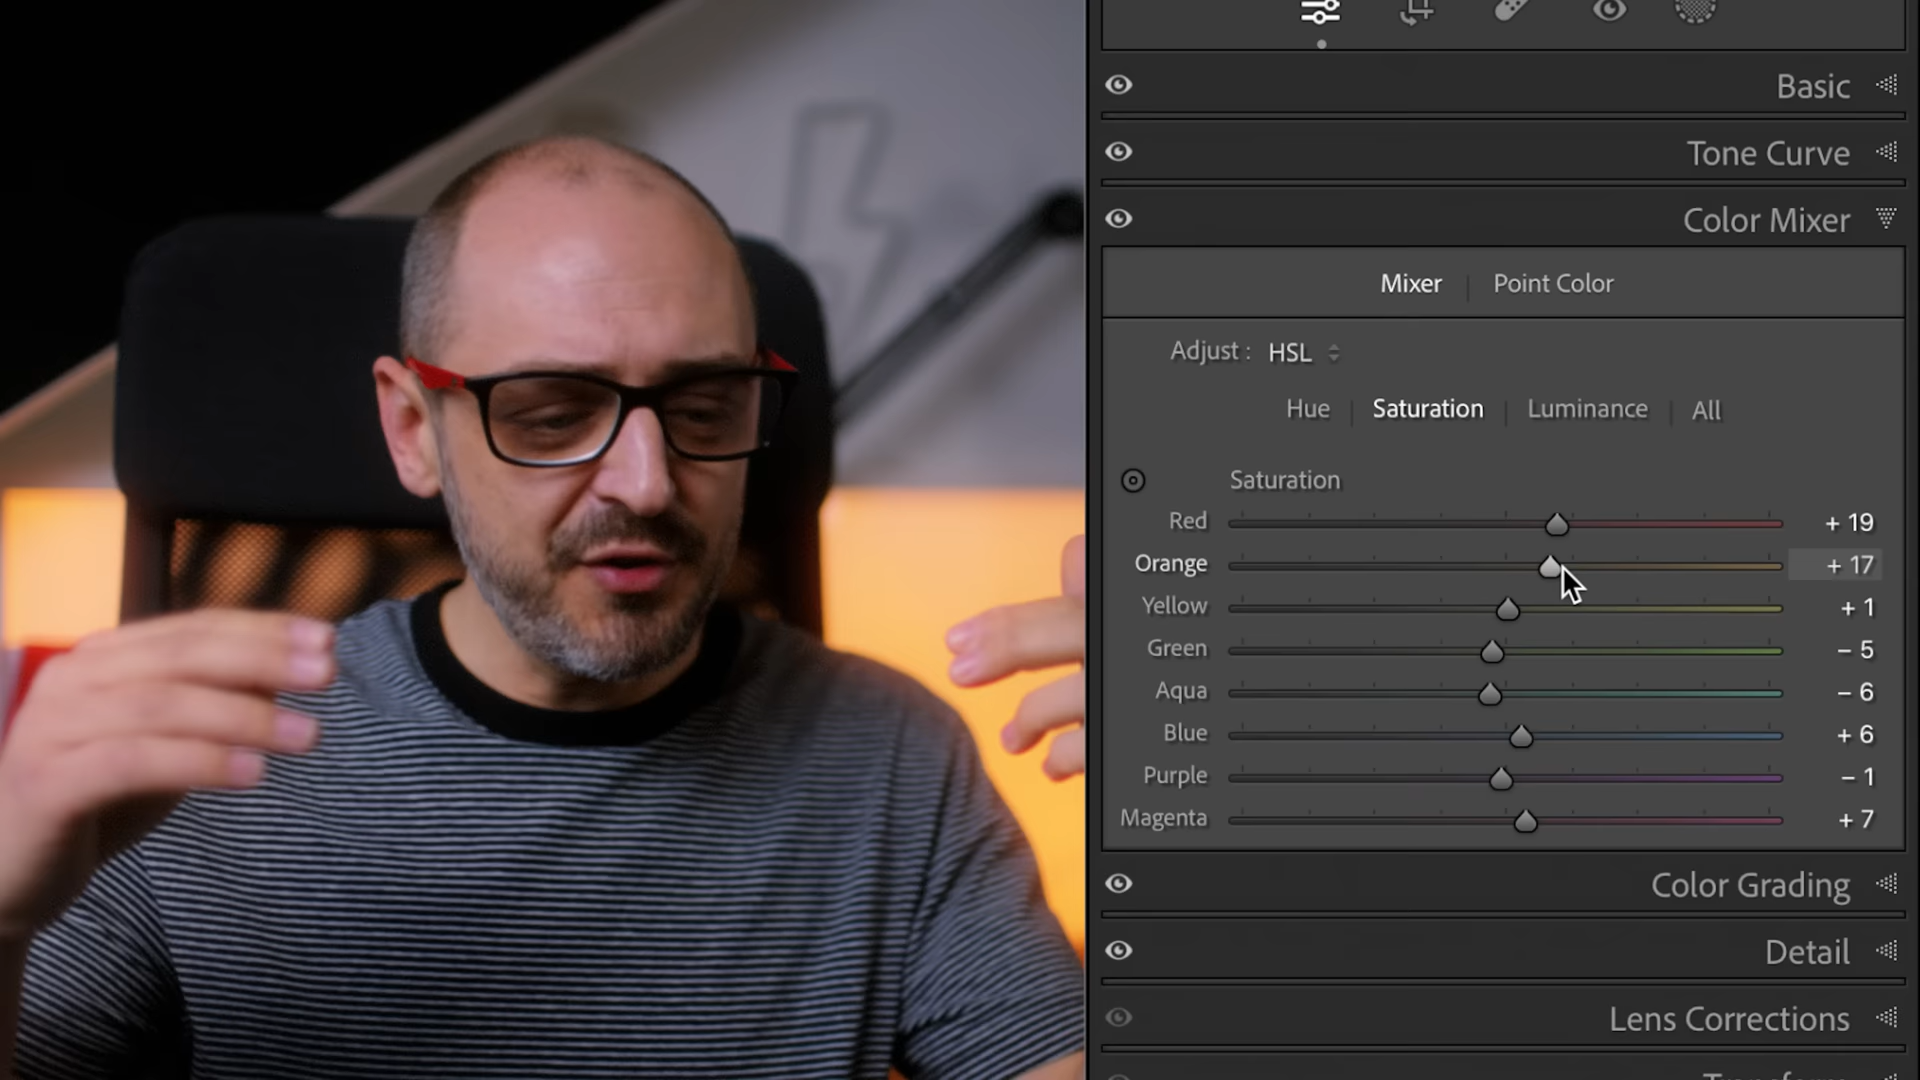 Basic
Tone Curve
Color Mixer
Mixer | Point Color
Adjust : HSL
Hue | Saturation | Luminance | All
Saturation
Red + 19
Orange + 17
Yellow + 1
Green − 5
Aqua − 6
Blue + 6
Purple − 1
Magenta + 7
Color Grading
Detail
Lens Corrections